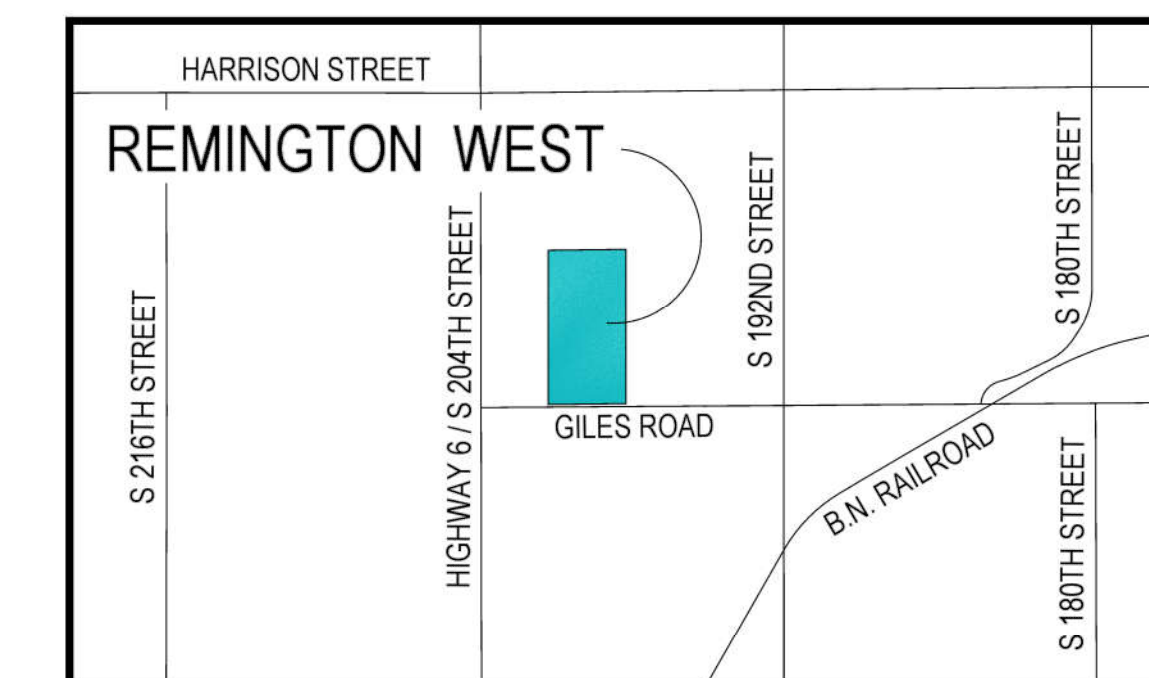 HARRISON STREET
REMINGTON WEST
S 216TH STREET
HIGHWAY 6 / S 204TH STREET
S 192ND STREET
S 180TH STREET
GILES ROAD
B.N. RAILROAD
S 180TH STREET